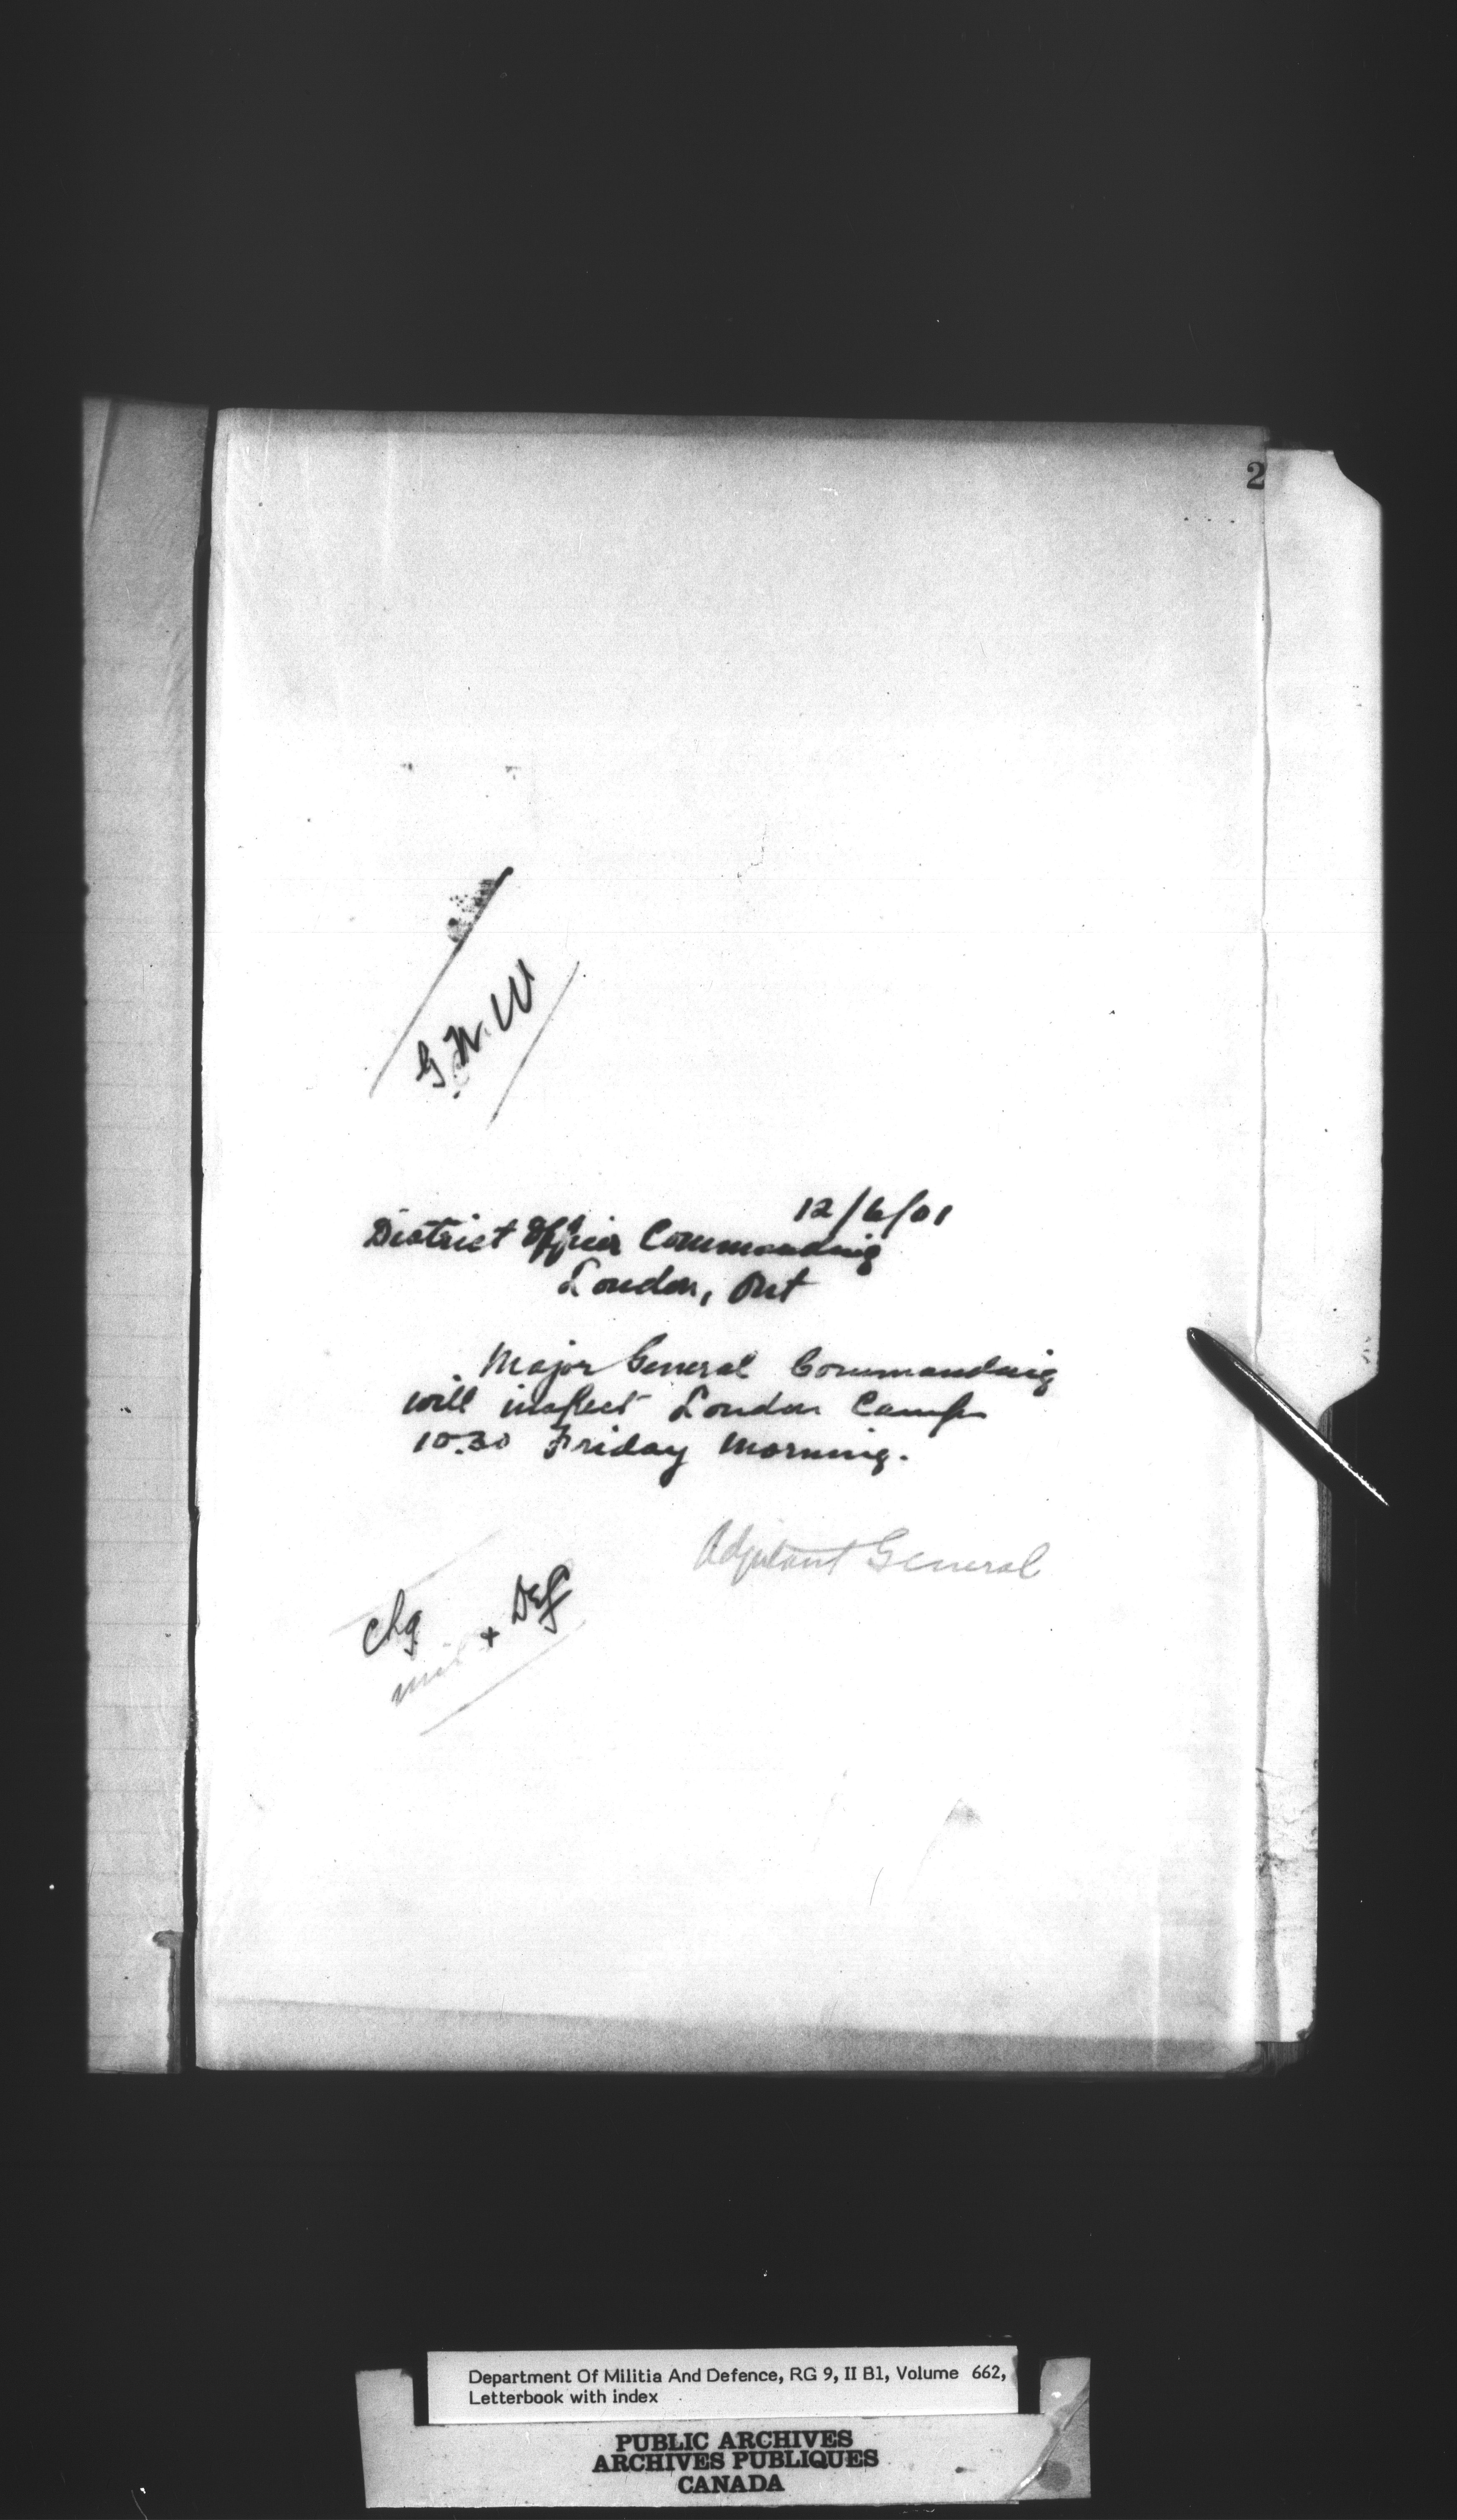 2
G.N.W
12/6/01
District Officer Commanding
London, Ont
Major General Commanding
will inspect London Camp
10.30 Friday morning.
Adjutant General
Chg
mil + Def
Department Of Militia And Defence, RG 9, II B1, Volume 662,
Letterbook with index
PUBLIC ARCHIVES
ARCHIVES PUBLIQUES
CANADA